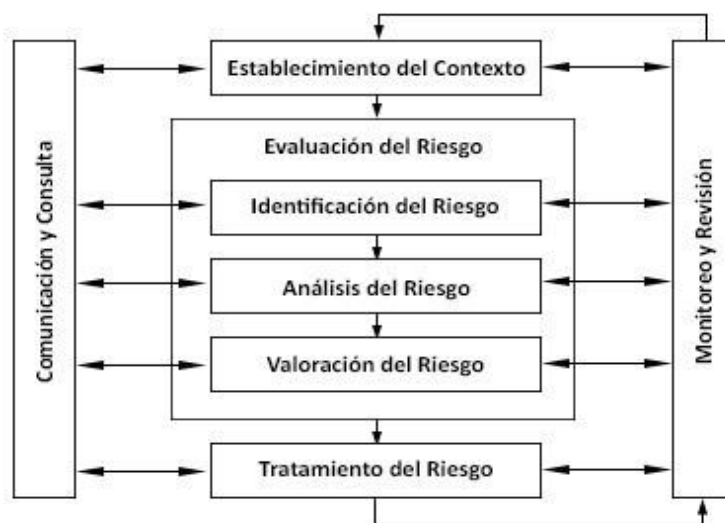 Establecimiento del Contexto
Evaluación del Riesgo
Identificación del Riesgo
Análisis del Riesgo
Valoración del Riesgo
Tratamiento del Riesgo
Comunicación y Consulta
Monitoreo y Revisión